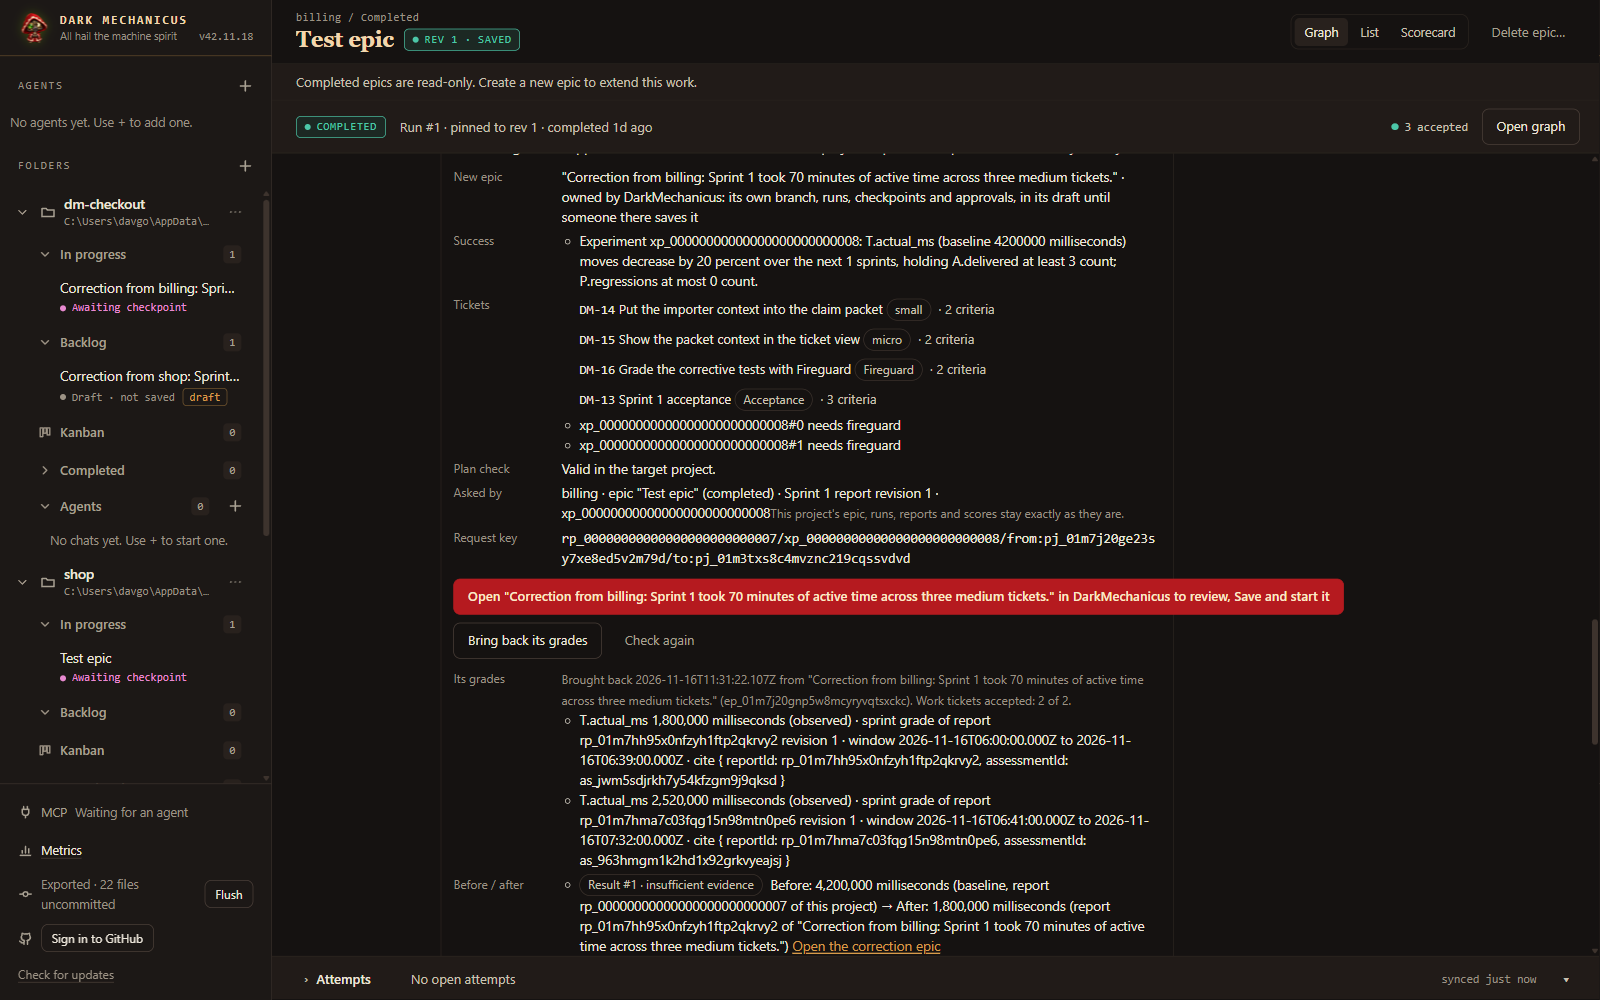 DARK MECHANICUS
All hail the machine spirit v42.11.18
AGENTS
No agents yet. Use + to add one.
FOLDERS
dm-checkout
C:\Users\davgo\AppData\…
In progress 1
Correction from billing: Spri…
Awaiting checkpoint
Backlog 1
Correction from shop: Sprint…
Draft · not saved draft
Kanban 0
Completed 0
Agents 0
No chats yet. Use + to start one.
shop
C:\Users\davgo\AppData\…
In progress 1
Test epic
Awaiting checkpoint
Backlog 0
Kanban 0
MCP Waiting for an agent
Metrics
Exported · 22 files
uncommitted
Flush
Sign in to GitHub
Check for updates
billing / Completed
Test epic REV 1 · SAVED
Graph List Scorecard Delete epic…
Completed epics are read-only. Create a new epic to extend this work.
COMPLETED Run #1 · pinned to rev 1 · completed 1d ago
3 accepted Open graph
New epic "Correction from billing: Sprint 1 took 70 minutes of active time across three medium tickets." ·
owned by DarkMechanicus: its own branch, runs, checkpoints and approvals, in its draft until
someone there saves it
Success Experiment xp_00000000000000000000000008: T.actual_ms (baseline 4200000 milliseconds)
moves decrease by 20 percent over the next 1 sprints, holding A.delivered at least 3 count;
P.regressions at most 0 count.
Tickets DM-14 Put the importer context into the claim packet small · 2 criteria
DM-15 Show the packet context in the ticket view micro · 2 criteria
DM-16 Grade the corrective tests with Fireguard Fireguard · 2 criteria
DM-13 Sprint 1 acceptance Acceptance · 3 criteria
xp_00000000000000000000000008#0 needs fireguard
xp_00000000000000000000000008#1 needs fireguard
Plan check Valid in the target project.
Asked by billing · epic "Test epic" (completed) · Sprint 1 report revision 1 ·
xp_00000000000000000000000008This project's epic, runs, reports and scores stay exactly as they are.
Request key rp_00000000000000000000000007/xp_00000000000000000000000008/from:pj_01m7j20ge23s
y7xe8ed5v2m79d/to:pj_01m3txs8c4mvznc219cqssvdvd
Open "Correction from billing: Sprint 1 took 70 minutes of active time across three medium tickets." in DarkMechanicus to review, Save and start it
Bring back its grades Check again
Its grades Brought back 2026-11-16T11:31:22.107Z from "Correction from billing: Sprint 1 took 70 minutes of active time
across three medium tickets." (ep_01m7j20gnp5w8mcyryvqtsxckc). Work tickets accepted: 2 of 2.
T.actual_ms 1,800,000 milliseconds (observed) · sprint grade of report
rp_01m7hh95x0nfzyh1ftp2qkrvy2 revision 1 · window 2026-11-16T06:00:00.000Z to 2026-11-
16T06:39:00.000Z · cite { reportId: rp_01m7hh95x0nfzyh1ftp2qkrvy2, assessmentId:
as_jwm5sdjrkh7y54kfzgm9j9qksd }
T.actual_ms 2,520,000 milliseconds (observed) · sprint grade of report
rp_01m7hma7c03fqg15n98mtn0pe6 revision 1 · window 2026-11-16T06:41:00.000Z to 2026-11-
16T07:32:00.000Z · cite { reportId: rp_01m7hma7c03fqg15n98mtn0pe6, assessmentId:
as_963hmgm1k2hd1x92grkvyeajsj }
Before / after Result #1 · insufficient evidence Before: 4,200,000 milliseconds (baseline, report
rp_00000000000000000000000007 of this project) → After: 1,800,000 milliseconds (report
rp_01m7hh95x0nfzyh1ftp2qkrvy2 of "Correction from billing: Sprint 1 took 70 minutes of active
time across three medium tickets.") Open the correction epic
Attempts No open attempts
synced just now